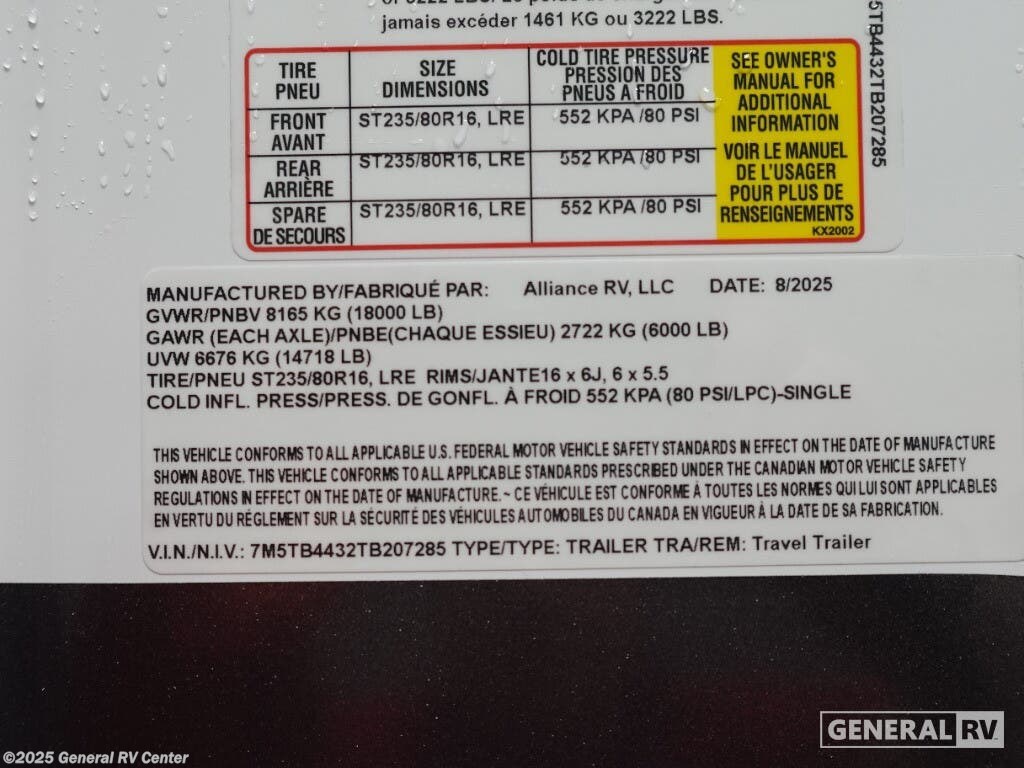 jamais excéder 1461 KG ou 3222 LBS.
5TB4432TB207285
TIRE PNEU
SIZE DIMENSIONS
COLD TIRE PRESSURE
PRESSION DES
PNEUS A FROID
SEE OWNER'S
MANUAL FOR
ADDITIONAL
INFORMATION
VOIR LE MANUEL
DE L'USAGER
POUR PLUS DE
RENSEIGNEMENTS
KX2002
FRONT AVANT
ST235/80R16, LRE
552 KPA /80 PSI
REAR ARRIÈRE
ST235/80R16, LRE
552 KPA /80 PSI
SPARE DE SECOURS
ST235/80R16, LRE
552 KPA /80 PSI
MANUFACTURED BY/FABRIQUÉ PAR: Alliance RV, LLC DATE: 8/2025
GVWR/PNBV 8165 KG (18000 LB)
GAWR (EACH AXLE)/PNBE(CHAQUE ESSIEU) 2722 KG (6000 LB)
UVW 6676 KG (14718 LB)
TIRE/PNEU ST235/80R16, LRE RIMS/JANTE16 x 6J, 6 x 5.5
COLD INFL. PRESS/PRESS. DE GONFL. À FROID 552 KPA (80 PSI/LPC)-SINGLE
THIS VEHICLE CONFORMS TO ALL APPLICABLE U.S. FEDERAL MOTOR VEHICLE SAFETY STANDARDS IN EFFECT ON THE DATE OF MANUFACTURE
SHOWN ABOVE. THIS VEHICLE CONFORMS TO ALL APPLICABLE STANDARDS PRESCRIBED UNDER THE CANADIAN MOTOR VEHICLE SAFETY
REGULATIONS IN EFFECT ON THE DATE OF MANUFACTURE. ~ CE VÉHICULE EST CONFORME À TOUTES LES NORMES QUI LUI SONT APPLICABLES
EN VERTU DU RÉGLEMENT SUR LA SÉCURITÉ DES VÉHICULES AUTOMOBILES DU CANADA EN VIGUEUR À LA DATE DE SA FABRICATION.
V.I.N./N.I.V.: 7M5TB4432TB207285 TYPE/TYPE: TRAILER TRA/REM: Travel Trailer
GENERAL RV
©2025 General RV Center